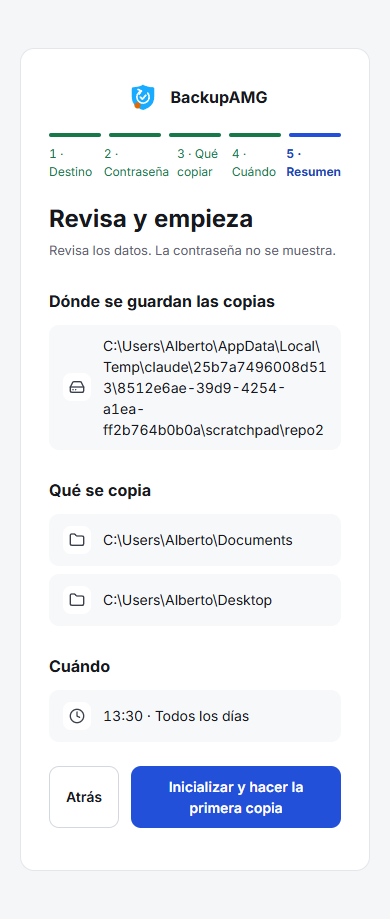 BackupAMG
1 ·
Destino
2 ·
Contraseña
3 · Qué
copiar
4 ·
Cuándo
5 ·
Resumen
Revisa y empieza
Revisa los datos. La contraseña no se muestra.
Dónde se guardan las copias
C:\Users\Alberto\AppData\Local\
Temp\claude\25b7a7496008d51
3\8512e6ae-39d9-4254-
a1ea-
ff2b764b0b0a\scratchpad\repo2
Qué se copia
C:\Users\Alberto\Documents
C:\Users\Alberto\Desktop
Cuándo
13:30 · Todos los días
Atrás
Inicializar y hacer la
primera copia